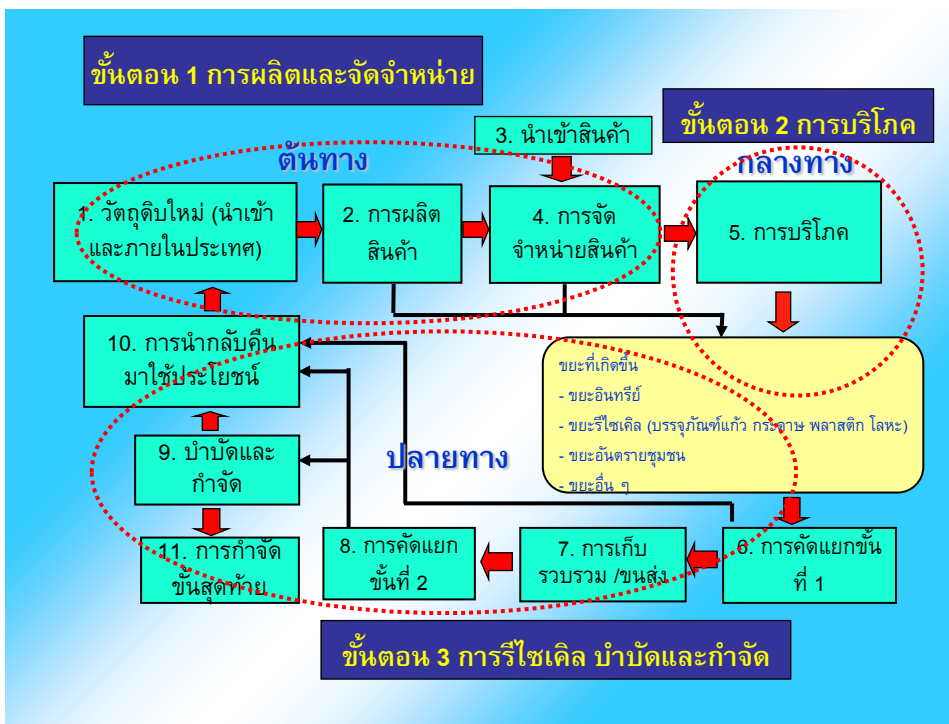 ขั้นตอน 1 การผลิตและจัดจำหน่าย
ขั้นตอน 2 การบริโภค
3. นำเข้าสินค้า
ต้นทาง
กลางทาง
1. วัตถุดิบใหม่ (นำเข้า
และภายในประเทศ)
2. การผลิต
สินค้า
4. การจัด
จำหน่ายสินค้า
5. การบริโภค
10. การนำกลับคืน
มาใช้ประโยชน์
ขยะที่เกิดขึ้น
- ขยะอินทรีย์
- ขยะรีไซเคิล (บรรจุภัณฑ์แก้ว กระดาษ พลาสติก โลหะ)
- ขยะอันตรายชุมชน
- ขยะอื่น ๆ
ปลายทาง
9. บำบัดและ
กำจัด
11. การกำจัด
ขั้นสุดท้าย
8. การคัดแยก
ขั้นที่ 2
7. การเก็บ
รวบรวม /ขนส่ง
6. การคัดแยกขั้น
ที่ 1
ขั้นตอน 3 การรีไซเคิล บำบัดและกำจัด